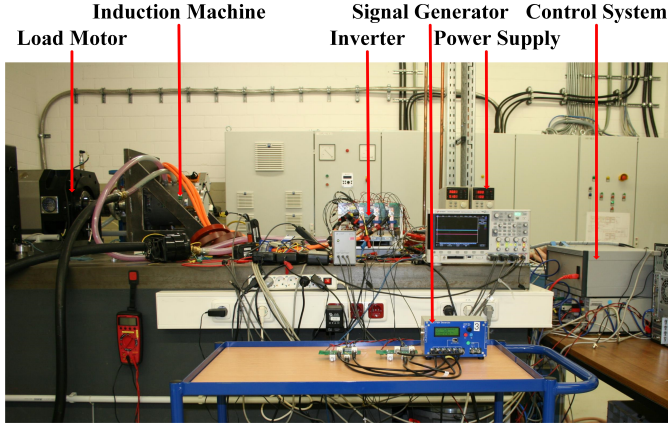 Induction Machine
Signal Generator
Control System
Load Motor
Inverter
Power Supply